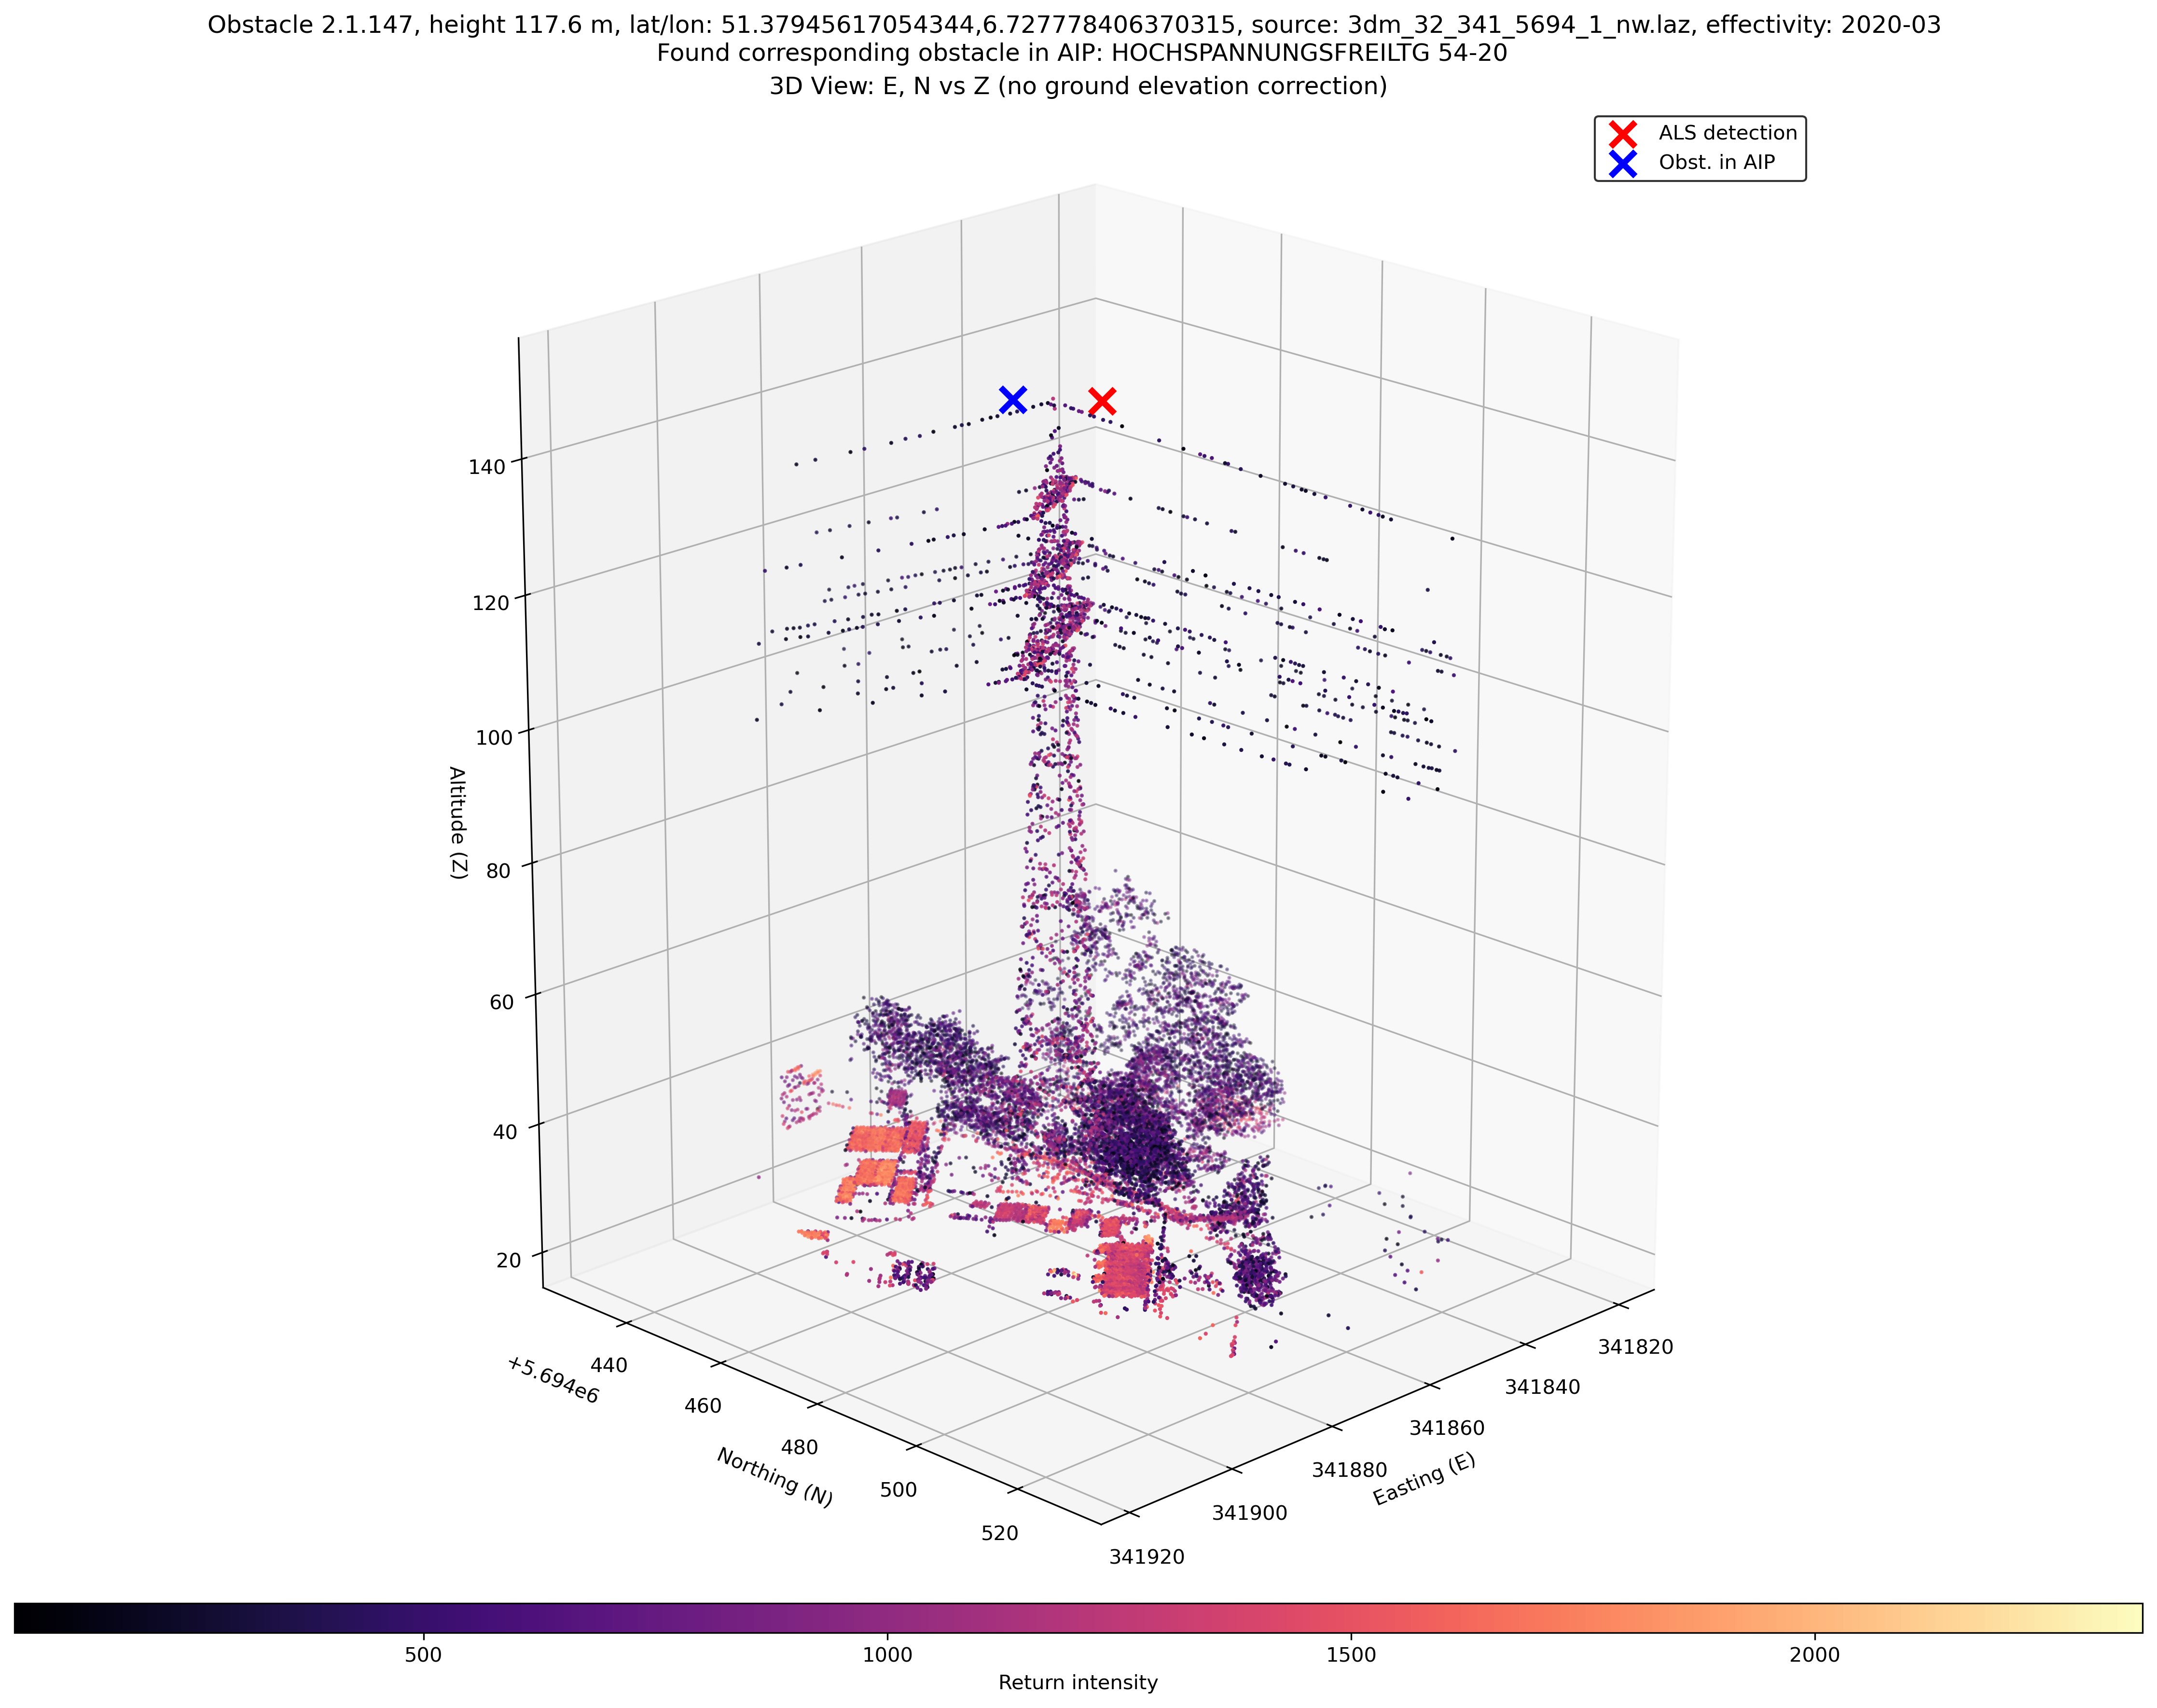 Obstacle 2.1.147, height 117.6 m, lat/lon: 51.37945617054344,6.727778406370315, source: 3dm_32_341_5694_1_nw.laz, effectivity: 2020-03
Found corresponding obstacle in AIP: HOCHSPANNUNGSFREILTG 54-20
3D View: E, N vs Z (no ground elevation correction)
ALS detection
Obst. in AIP
140
120
100
80
60
40
20
Altitude (Z)
+5.694e6
440
460
480
500
520
Northing (N)
341820
341840
341860
341880
341900
341920
Easting (E)
500
1000
1500
2000
Return intensity